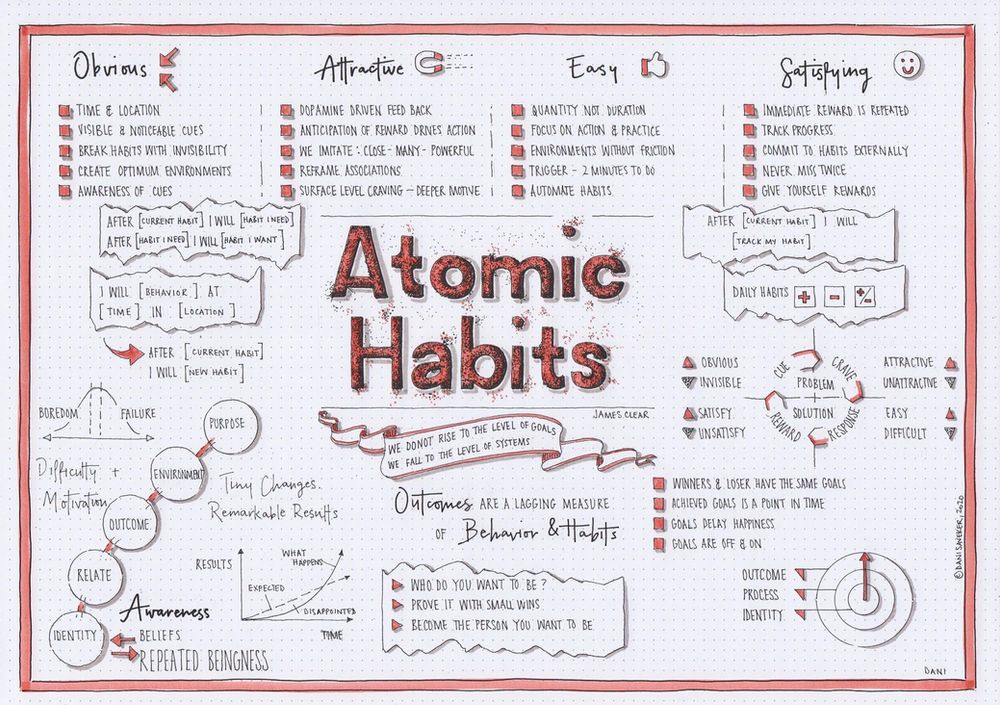 Obvious
TIME & LOCATION
VISIBLE & NOTICEABLE CUES
BREAK HABITS WITH INVISIBILITY
CREATE OPTIMUM ENVIRONMENTS
AWARENESS OF CUES
AFTER [CURRENT HABIT] I WILL [HABIT I NEED]
AFTER [HABIT I NEED] I WILL [HABIT I WANT]
I WILL [BEHAVIOR] AT
[TIME] IN [LOCATION]
AFTER [CURRENT HABIT]
I WILL [NEW HABIT]
Attractive
DOPAMINE DRIVEN FEED BACK
ANTICIPATION OF REWARD DRIVES ACTION
WE IMITATE: CLOSE - MANY - POWERFUL
REFRAME ASSOCIATIONS
SURFACE LEVEL CRAVING - DEEPER MOTIVE
Easy
QUANTITY NOT DURATION
FOCUS ON ACTION & PRACTICE
ENVIRONMENTS WITHOUT FRICTION
TRIGGER - 2 MINUTES TO DO
AUTOMATE HABITS
Satisfying
IMMEDIATE REWARD IS REPEATED
TRACK PROGRESS
COMMIT TO HABITS EXTERNALLY
NEVER MISS TWICE
GIVE YOURSELF REWARDS
AFTER [CURRENT HABIT] I WILL
[TRACK MY HABIT]
DAILY HABITS + - +/-
Atomic
Habits
JAMES CLEAR
WE DO NOT RISE TO THE LEVEL OF GOALS
WE FALL TO THE LEVEL OF SYSTEMS
OBVIOUS
INVISIBLE
SATISFY
UNSATISFY
CUE
CRAVE
PROBLEM
SOLUTION
REWARD
RESPONSE
ATTRACTIVE
UNATTRACTIVE
EASY
DIFFICULT
BOREDOM
FAILURE
Difficulty +
Motivation
PURPOSE
ENVIRONMENT
OUTCOME
RELATE
IDENTITY
Tiny Changes.
Remarkable Results
Awareness
BELIEFS
REPEATED BEINGNESS
RESULTS
WHAT
HAPPENS
EXPECTED
DISAPPOINTED
TIME
Outcomes ARE A LAGGING MEASURE
OF Behavior & Habits
WHO DO YOU WANT TO BE?
PROVE IT WITH SMALL WINS
BECOME THE PERSON YOU WANT TO BE
WINNERS & LOSER HAVE THE SAME GOALS
ACHIEVED GOALS IS A POINT IN TIME
GOALS DELAY HAPPINESS
GOALS ARE OFF & ON
OUTCOME
PROCESS
IDENTITY
© DANI SAVEKER, 2020
DANI